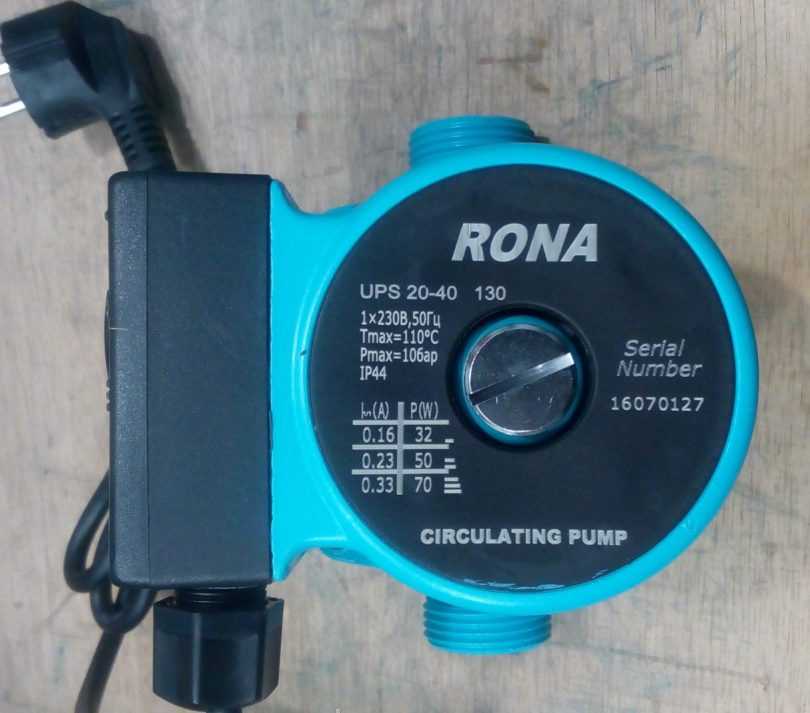 RONA
UPS 20-40 130
1×230В,50Гц
Tmax=110°C
Pmax=10бар
IP44
Serial
Number
16070127
(A) P(W)
0.16 32
0.23 50
0.33 70
CIRCULATING PUMP